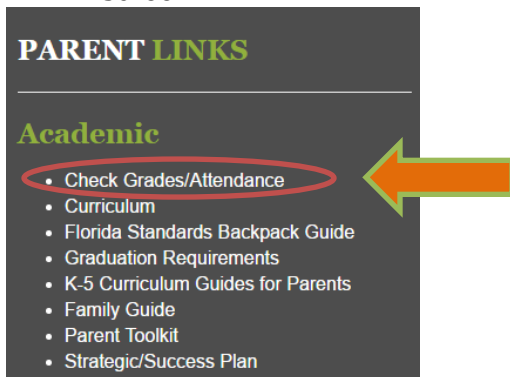 PARENT LINKS
Academic
• Check Grades/Attendance
• Curriculum
• Florida Standards Backpack Guide
• Graduation Requirements
• K-5 Curriculum Guides for Parents
• Family Guide
• Parent Toolkit
• Strategic/Success Plan